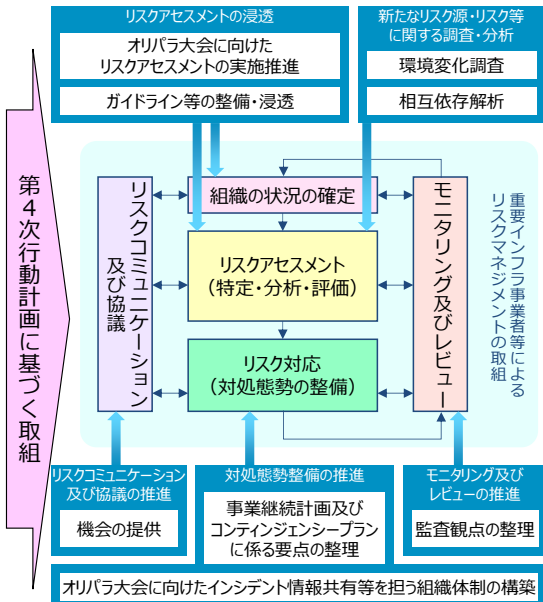 リスクアセスメントの浸透
オリパラ大会に向けた
リスクアセスメントの実施推進
ガイドライン等の整備・浸透
新たなリスク源・リスク等
に関する調査・分析
環境変化調査
相互依存解析
第4次行動計画に基づく取組
リスクコミュニケーション
及び協議
組織の状況の確定
リスクアセスメント
(特定・分析・評価)
リスク対応
(対処態勢の整備)
モニタリング及びレビュー
重要インフラ事業者等による
リスクマネジメントの取組
リスクコミュニケーション
及び協議の推進
機会の提供
対処態勢整備の推進
事業継続計画及び
コンティンジェンシープラン
に係る要点の整理
モニタリング及び
レビューの推進
監査観点の整理
オリパラ大会に向けたインシデント情報共有等を担う組織体制の構築